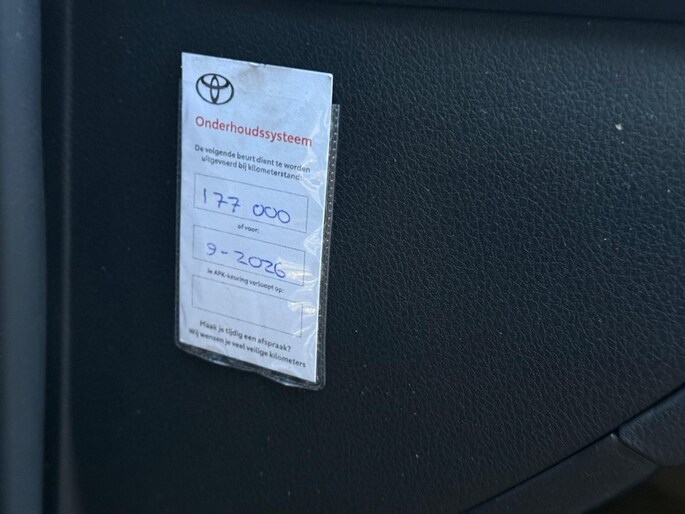 Onderhoudssysteem
De volgende beurt dient te worden
uitgevoerd bij kilometerstand:
177 000
of voor:
9-2026
Je APK-keuring verloopt op:
Maak je tijdig een afspraak?
Wij wensen je veel veilige kilometers